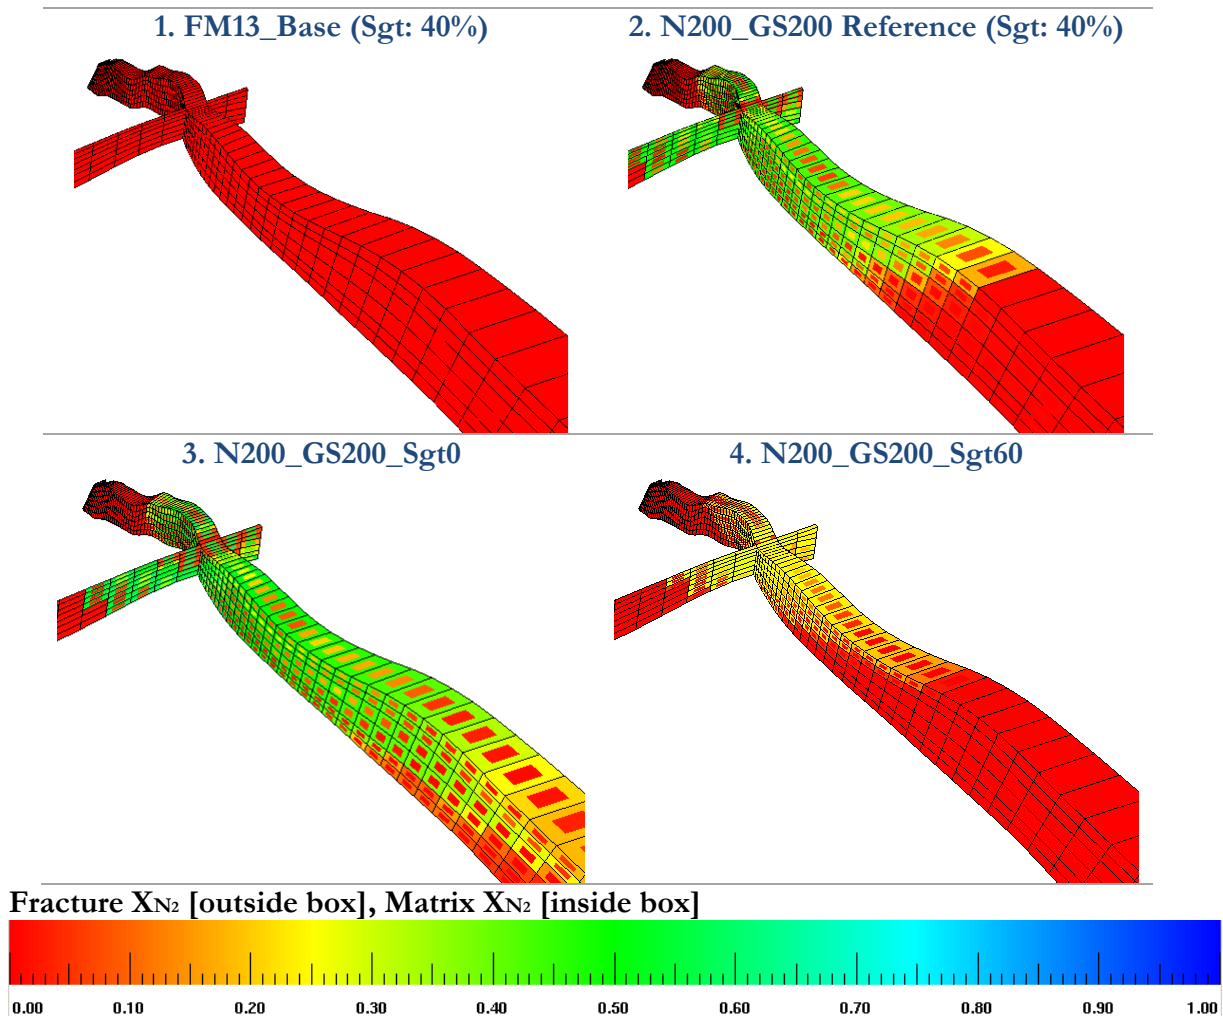 1. FM13_Base (Sgt: 40%) 2. N200_GS200 Reference (Sgt: 40%)
3. N200_GS200_Sgt0 4. N200_GS200_Sgt60
Fracture XN₂ [outside box], Matrix XN₂ [inside box]
0.00 0.10 0.20 0.30 0.40 0.50 0.60 0.70 0.80 0.90 1.00